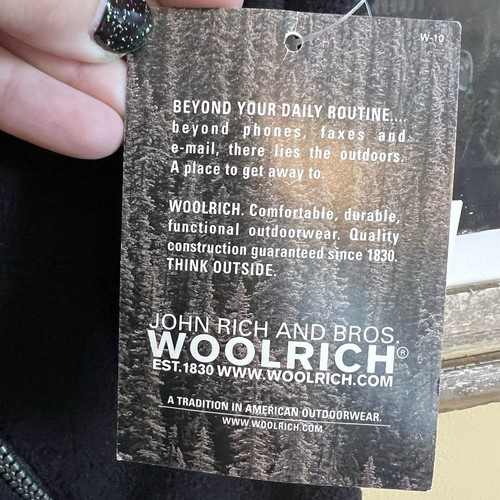 W-10
BEYOND YOUR DAILY ROUTINE....
beyond phones, faxes and
e-mail, there lies the outdoors.
A place to get away to.
WOOLRICH. Comfortable, durable,
functional outdoorwear. Quality
construction guaranteed since 1830.
THINK OUTSIDE.
JOHN RICH AND BROS.
WOOLRICH®
EST.1830 WWW.WOOLRICH.COM
A TRADITION IN AMERICAN OUTDOORWEAR.
WWW.WOOLRICH.COM